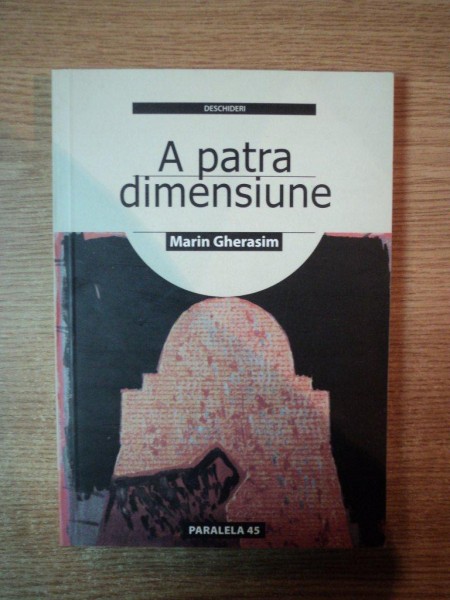 DESCHIDERI
A patra
dimensiune
Marin Gherasim
PARALELA 45